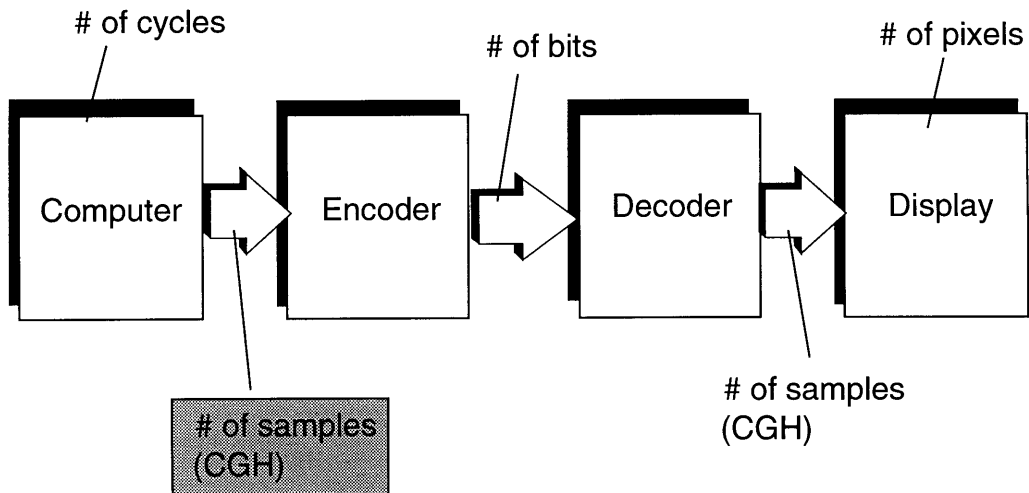 # of cycles
# of bits
# of pixels
Computer
Encoder
Decoder
Display
# of samples
(CGH)
# of samples
(CGH)